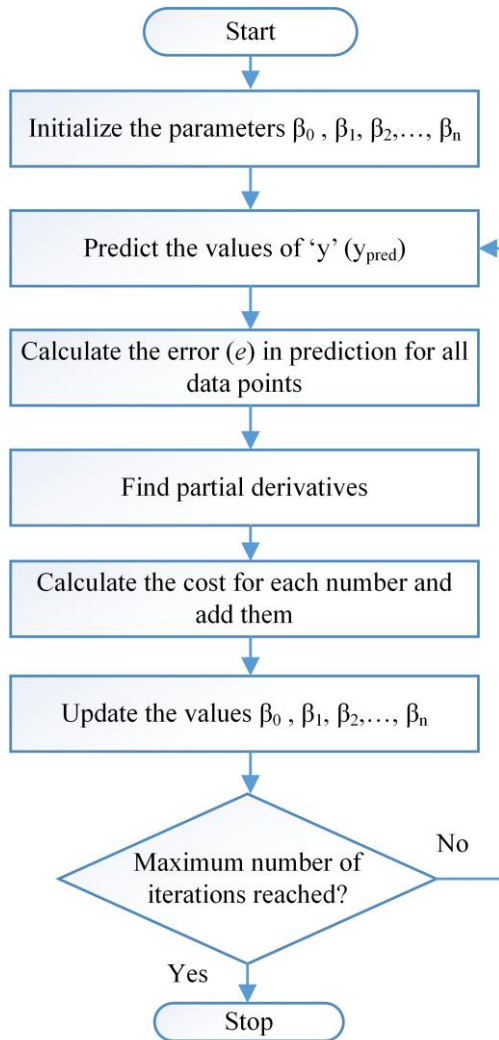 Start
Initialize the parameters β₀ , β₁, β₂,…, βₙ
Predict the values of ‘y’ (y_pred)
Calculate the error (e) in prediction for all
data points
Find partial derivatives
Calculate the cost for each number and
add them
Update the values β₀ , β₁, β₂,…, βₙ
Maximum number of
iterations reached?
No
Yes
Stop